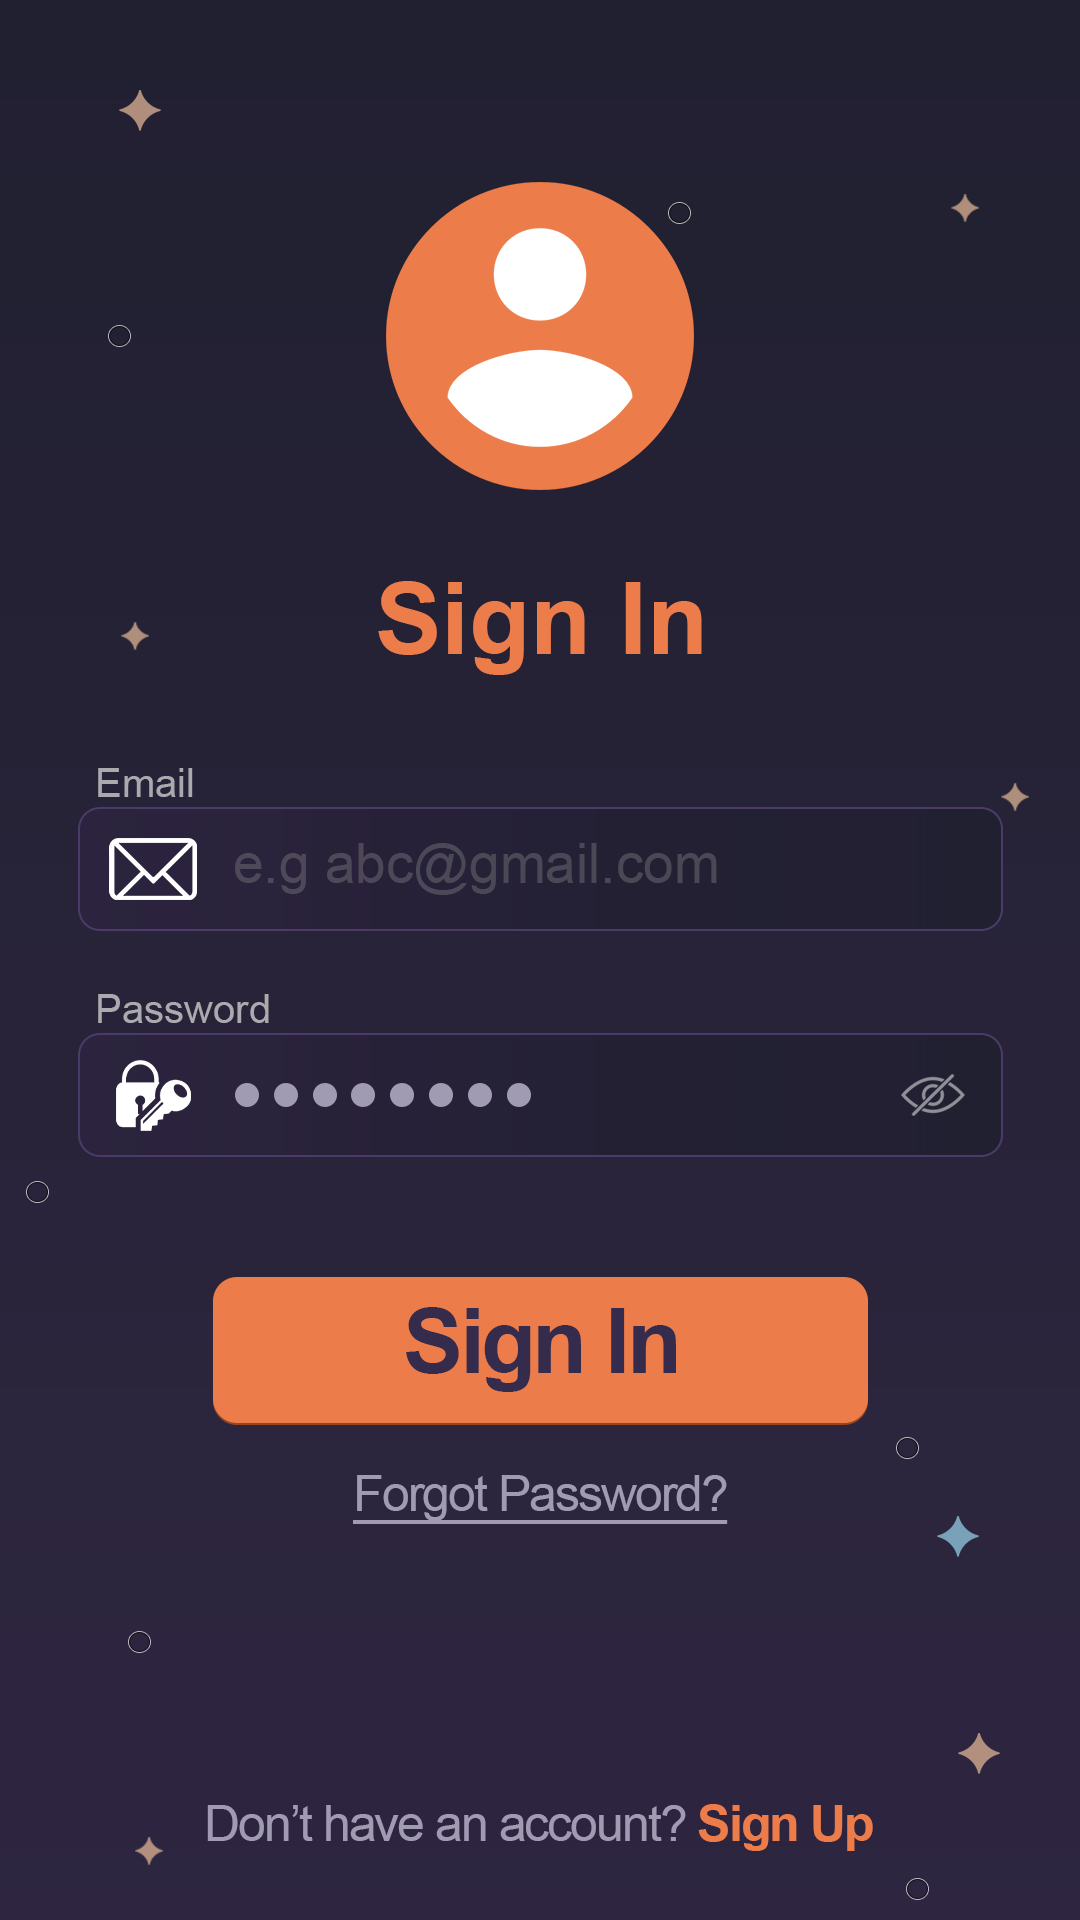 Sign In
Email
e.g abc@gmail.com
Password
Sign In
Forgot Password?
Don’t have an account? Sign Up